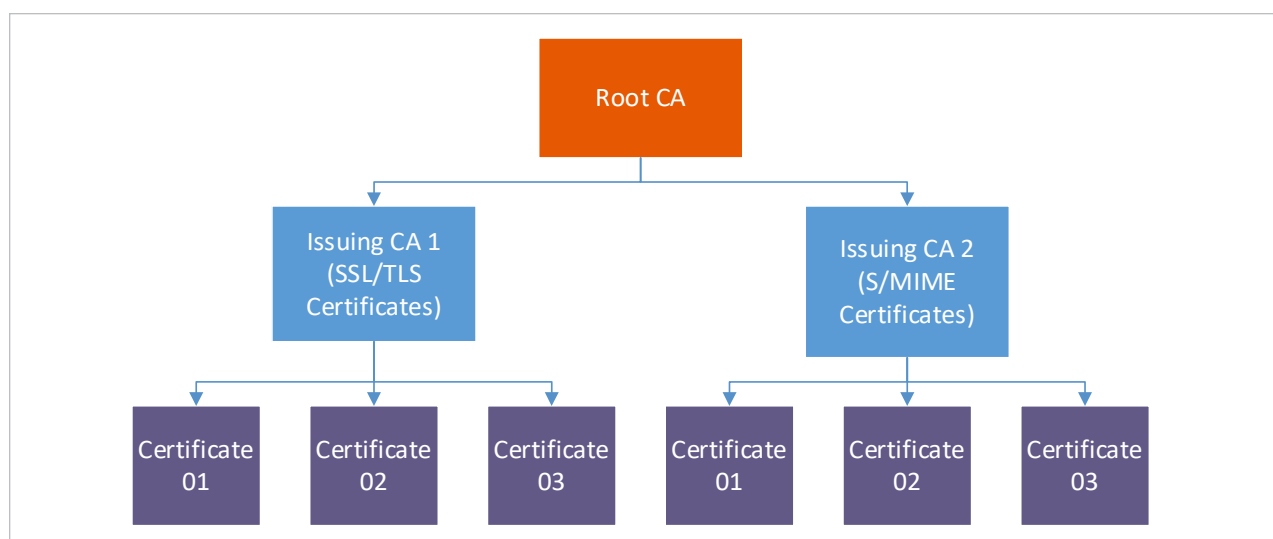 Root CA
Issuing CA 1
(SSL/TLS
Certificates)
Issuing CA 2
(S/MIME
Certificates)
Certificate
01
Certificate
02
Certificate
03
Certificate
01
Certificate
02
Certificate
03